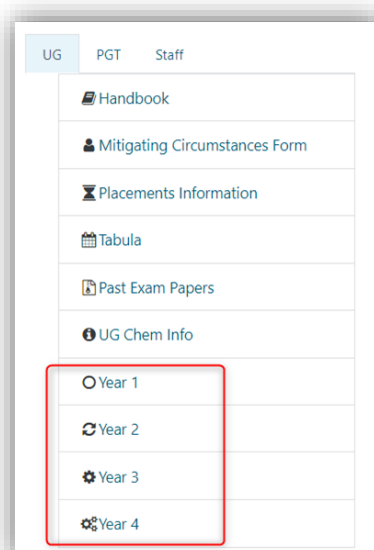 UG PGT Staff
Handbook
Mitigating Circumstances Form
Placements Information
Tabula
Past Exam Papers
UG Chem Info
Year 1
Year 2
Year 3
Year 4